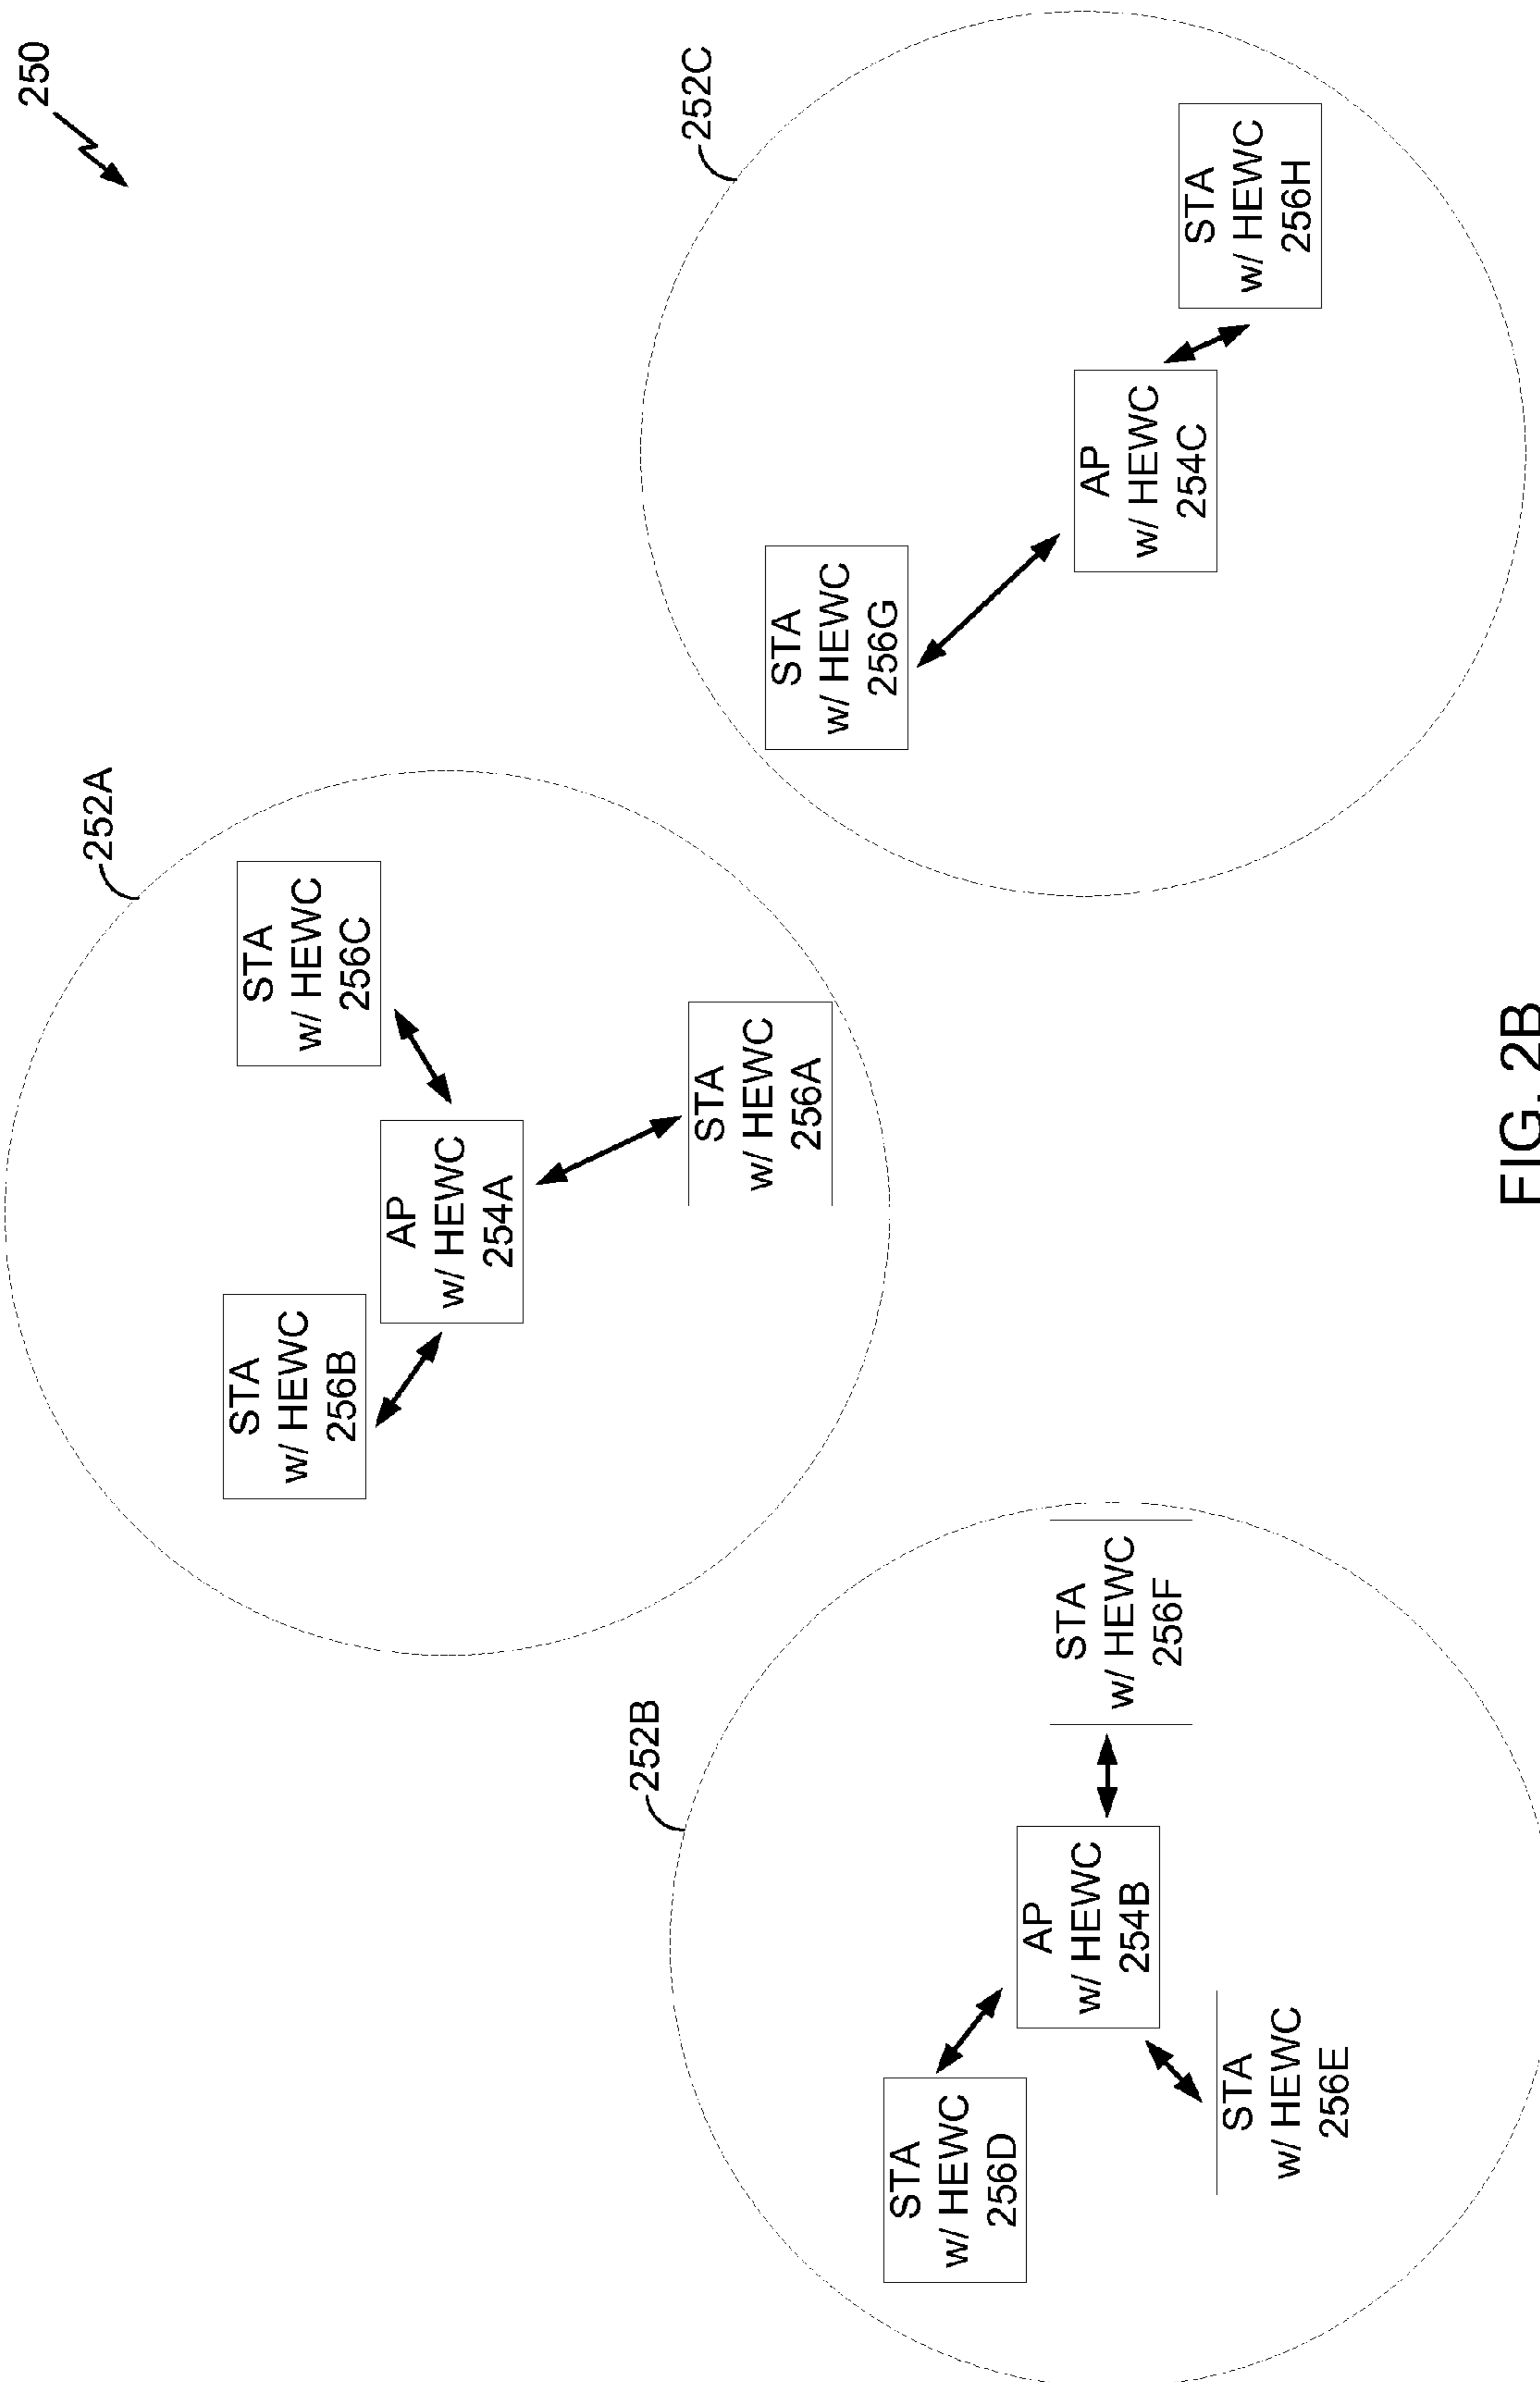 250
252A
STA
w/ HEWC
256B
STA
w/ HEWC
256C
AP
w/ HEWC
254A
STA
w/ HEWC
256A
252B
STA
w/ HEWC
256D
AP
w/ HEWC
254B
STA
w/ HEWC
256F
STA
w/ HEWC
256E
252C
STA
w/ HEWC
256G
AP
w/ HEWC
254C
STA
w/ HEWC
256H
FIG. 2B